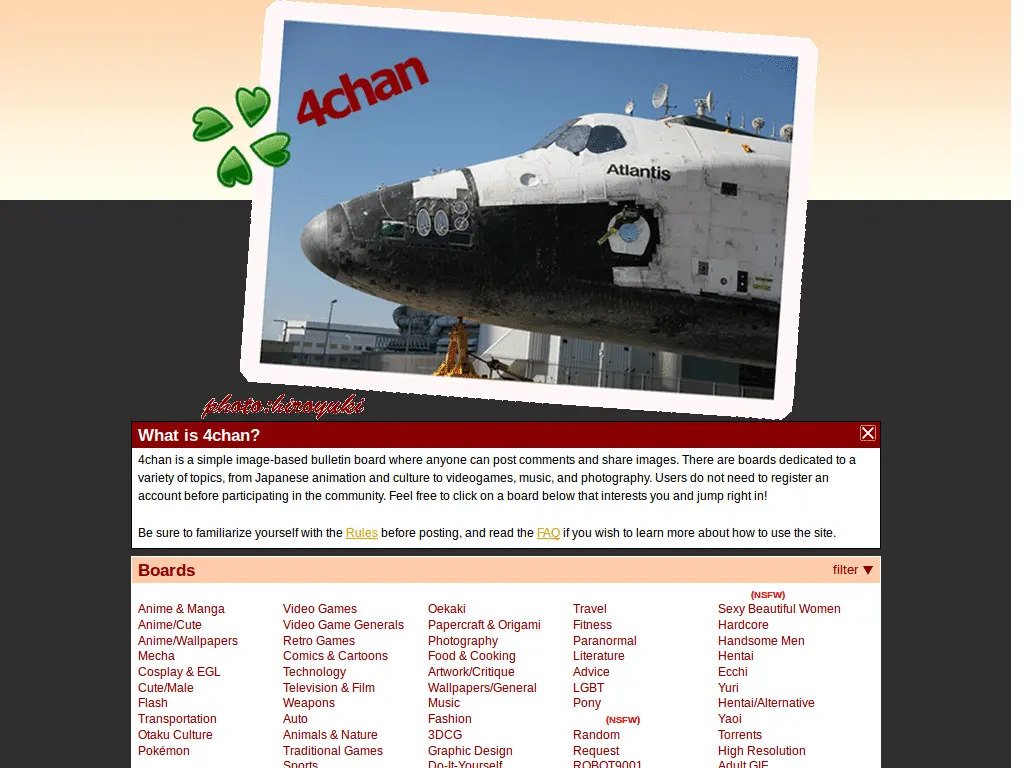 4chan
Atlantis
photo:hiroyuki
What is 4chan?
4chan is a simple image-based bulletin board where anyone can post comments and share images. There are boards dedicated to a
variety of topics, from Japanese animation and culture to videogames, music, and photography. Users do not need to register an
account before participating in the community. Feel free to click on a board below that interests you and jump right in!
Be sure to familiarize yourself with the Rules before posting, and read the FAQ if you wish to learn more about how to use the site.
Boards
filter ▼
Anime & Manga
Anime/Cute
Anime/Wallpapers
Mecha
Cosplay & EGL
Cute/Male
Flash
Transportation
Otaku Culture
Pokémon
Video Games
Video Game Generals
Retro Games
Comics & Cartoons
Technology
Television & Film
Weapons
Auto
Animals & Nature
Traditional Games
Sports
Oekaki
Papercraft & Origami
Photography
Food & Cooking
Artwork/Critique
Wallpapers/General
Music
Fashion
3DCG
Graphic Design
Do-It-Yourself
Travel
Fitness
Paranormal
Literature
Advice
LGBT
Pony
(NSFW)
Random
Request
ROBOT9001
(NSFW)
Sexy Beautiful Women
Hardcore
Handsome Men
Hentai
Ecchi
Yuri
Hentai/Alternative
Yaoi
Torrents
High Resolution
Adult GIF